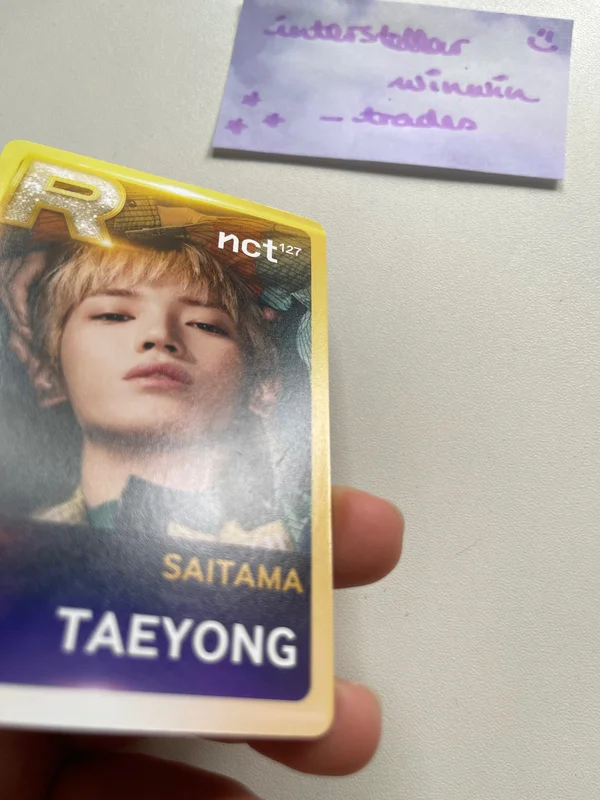 interstellar
winwin
- trades
R
nct127
SAITAMA
TAEYONG